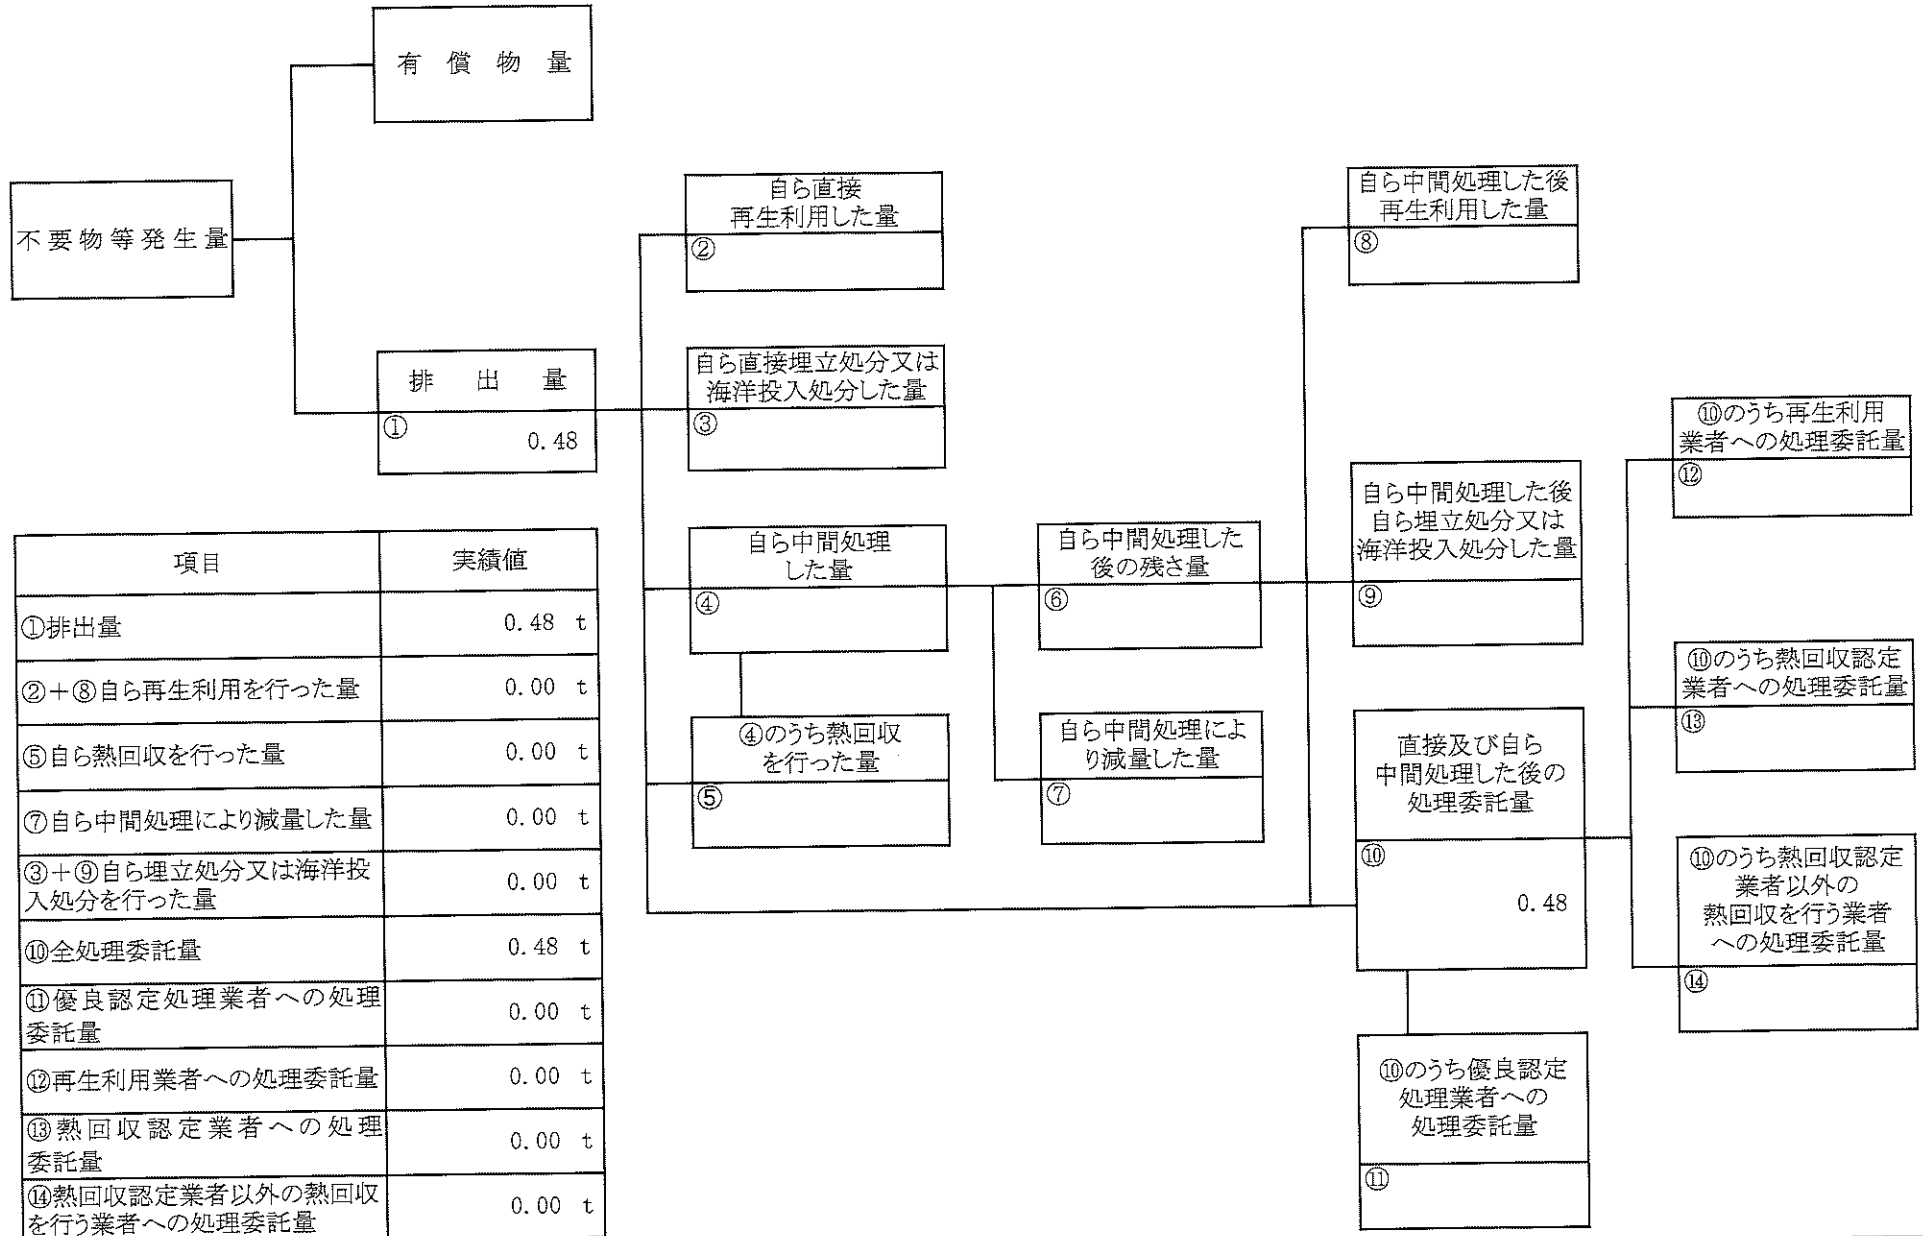 有償物量
不要物等発生量
排出量
①
0.48
自ら直接
再生利用した量
②
自ら直接埋立処分又は
海洋投入処分した量
③
自ら中間処理
した量
④
④のうち熱回収
を行った量
⑤
自ら中間処理した
後の残さ量
⑥
自ら中間処理によ
り減量した量
⑦
自ら中間処理した後
再生利用した量
⑧
自ら中間処理した後
自ら埋立処分又は
海洋投入処分した量
⑨
直接及び自ら
中間処理した後の
処理委託量
⑩
0.48
⑩のうち優良認定
処理業者への
処理委託量
⑪
⑩のうち再生利用
業者への処理委託量
⑫
⑩のうち熱回収認定
業者への処理委託量
⑬
⑩のうち熱回収認定
業者以外の
熱回収を行う業者
への処理委託量
⑭
項目 実績値
①排出量 0.48 t
②+⑧自ら再生利用を行った量 0.00 t
⑤自ら熱回収を行った量 0.00 t
⑦自ら中間処理により減量した量 0.00 t
③+⑨自ら埋立処分又は海洋投
入処分を行った量 0.00 t
⑩全処理委託量 0.48 t
⑪優良認定処理業者への処理
委託量 0.00 t
⑫再生利用業者への処理委託量 0.00 t
⑬熱回収認定業者への処理
委託量 0.00 t
⑭熱回収認定業者以外の熱回収
を行う業者への処理委託量 0.00 t